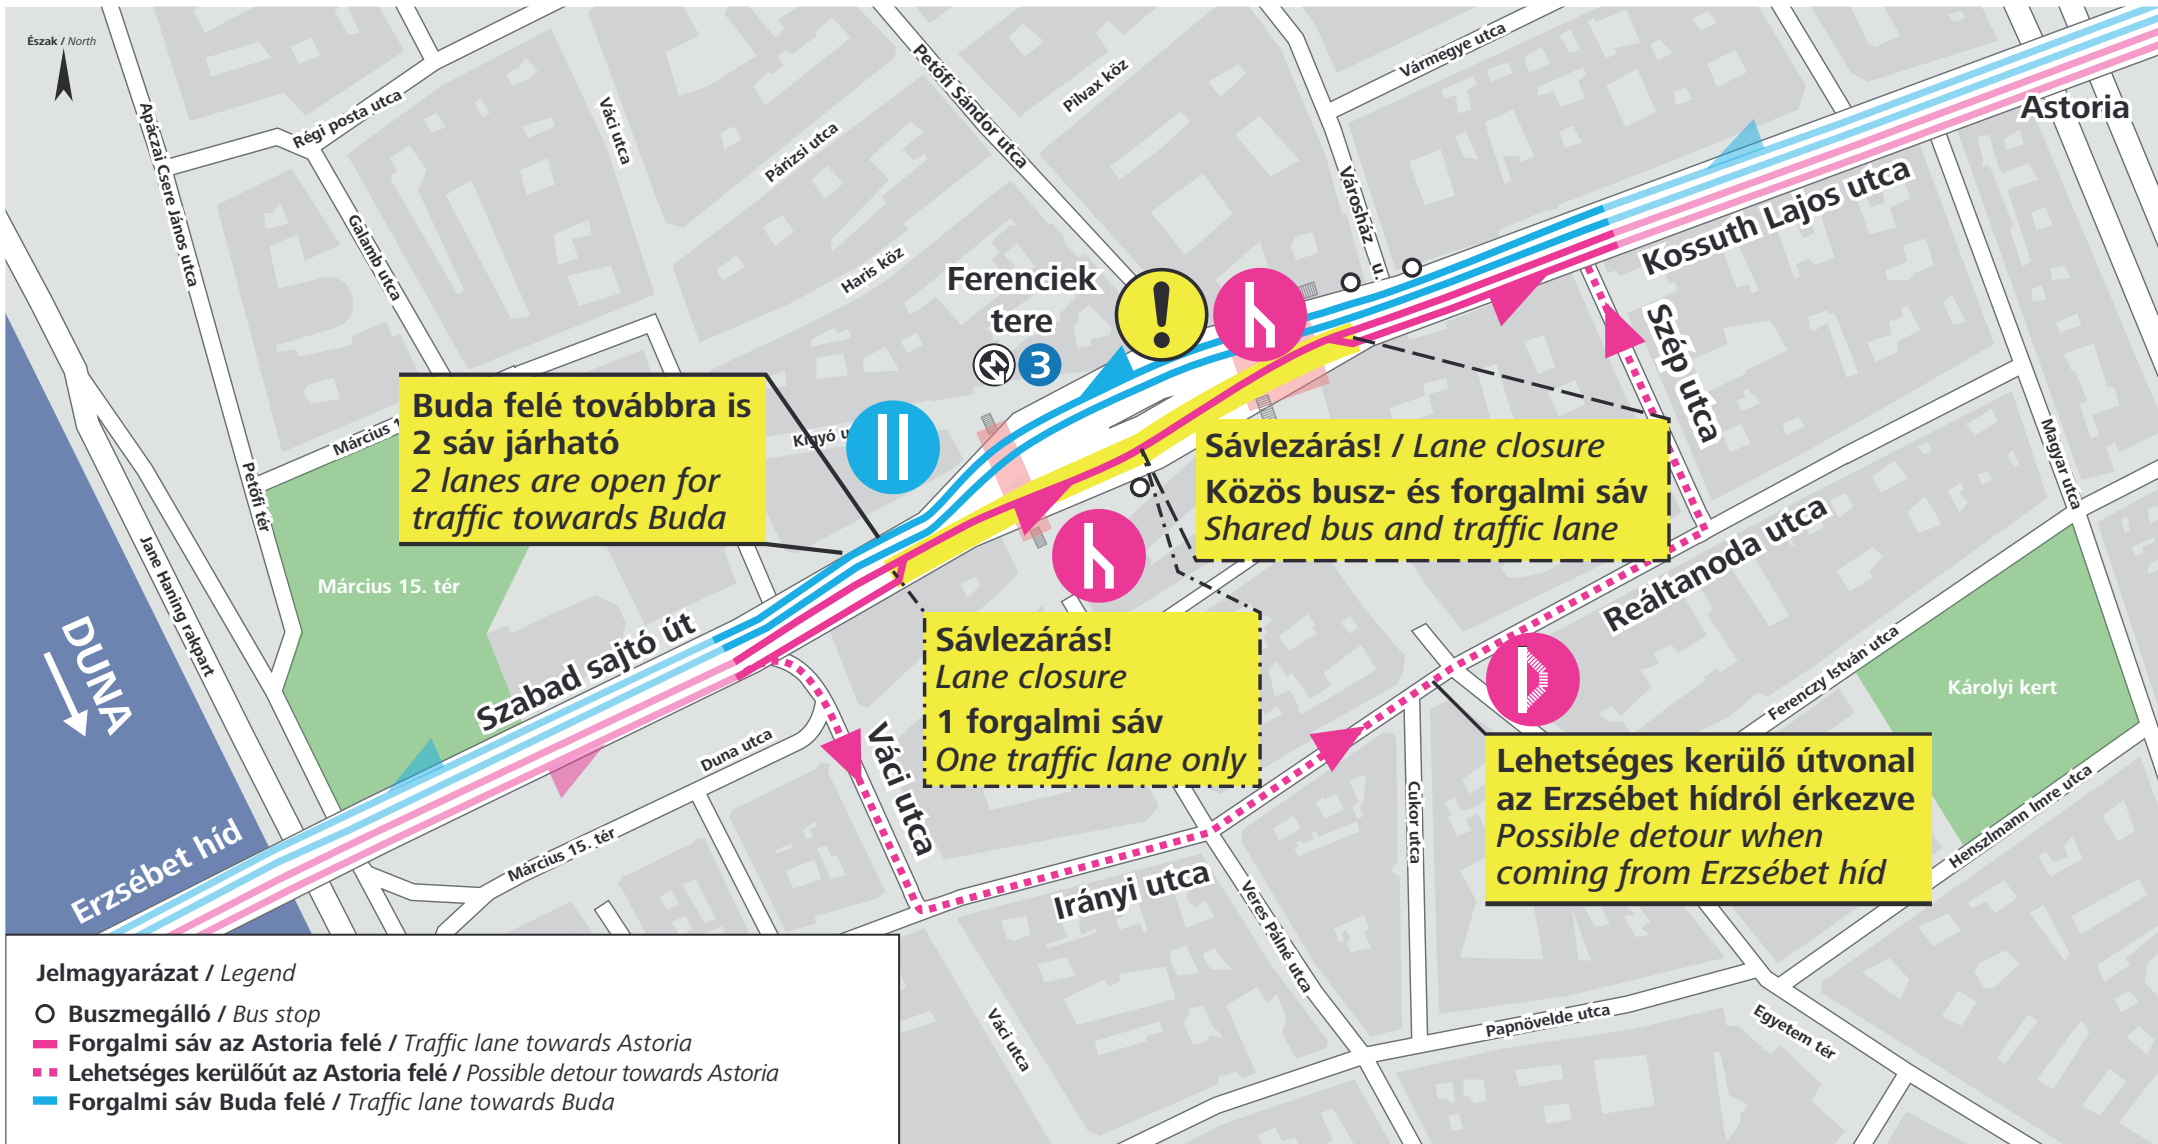 Észak / North
Apáczai Csere János utca
Régi posta utca
Váci utca
Galamb utca
Párizsi utca
Haris köz
Petőfi Sándor utca
Pilvax köz
Vármegye utca
Városház u.
Astoria
Kossuth Lajos utca
Ferenciek
tere
3
!
Szép utca
Magyar utca
Buda felé továbbra is
2 sáv járható
2 lanes are open for
traffic towards Buda
Petőfi tér
Március 15. tér
Jane Haning rakpart
DUNA
Szabad sajtó út
Erzsébet híd
Sávlezárás! / Lane closure
Közös busz- és forgalmi sáv
Shared bus and traffic lane
Sávlezárás!
Lane closure
1 forgalmi sáv
One traffic lane only
Reáltanoda utca
Ferenczy István utca
Károlyi kert
Henszlmann Imre utca
Lehetséges kerülő útvonal
az Erzsébet hídról érkezve
Possible detour when
coming from Erzsébet híd
Duna utca
Váci utca
Március 15. tér
Irányi utca
Cukor utca
Veres Pálné utca
Váci utca
Papnövelde utca
Egyetem tér
Jelmagyarázat / Legend
Buszmegálló / Bus stop
Forgalmi sáv az Astoria felé / Traffic lane towards Astoria
Lehetséges kerülőút az Astoria felé / Possible detour towards Astoria
Forgalmi sáv Buda felé / Traffic lane towards Buda